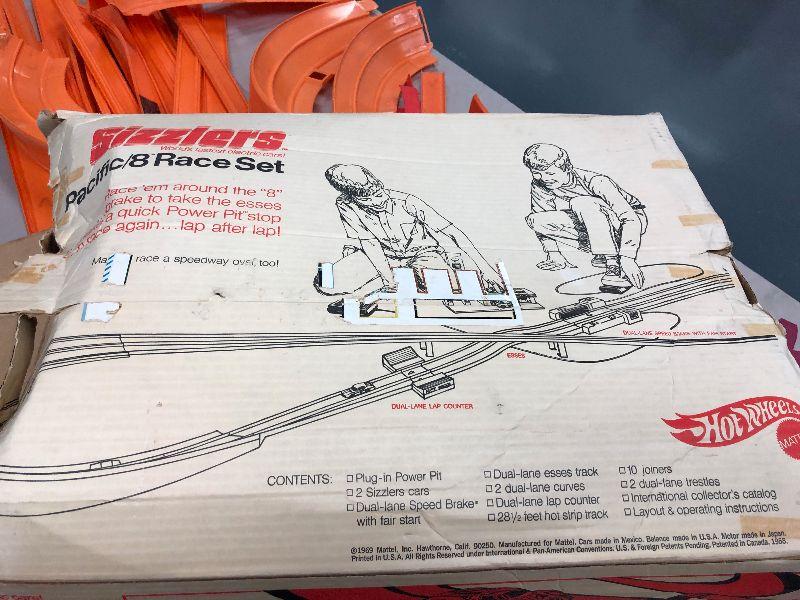 Sizzlers™
World's fastest electric cars!
Pacific/8 Race Set
Race 'em around the "8"
brake to take the esses
a quick Power Pit™ stop
race again...lap after lap!
race a speedway oval, too!
DUAL-LANE SPEED BRAKE WITH FAIR START
ESSES
DUAL-LANE LAP COUNTER
HOT WHEELS
CONTENTS:
□ Plug-in Power Pit
□ 2 Sizzlers cars
□ Dual-lane Speed Brake*
with fair start
□ Dual-lane esses track
□ 2 dual-lane curves
□ Dual-lane lap counter
□ 28½ feet hot strip track
□ 10 joiners
□ 2 dual-lane trestles
□ International collector's catalog
□ Layout & operating instructions
©1969 Mattel, Inc. Hawthorne, Calif. 90250. Manufactured for Mattel. Cars made in Mexico. Balance made in U.S.A. Motor made in Japan.
Printed in U.S.A. All Rights Reserved under International & Pan-American Conventions. U.S. & Foreign Patents Pending. Patented in Canada, 1968.